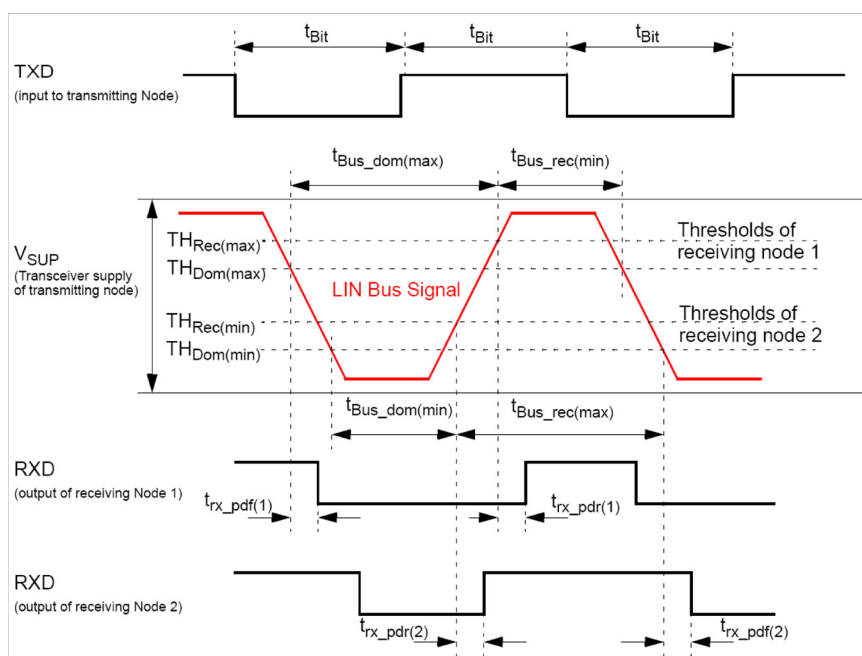 tBit tBit tBit
TXD
(input to transmitting Node)
tBus_dom(max) tBus_rec(min)
VSUP
(Transceiver supply
of transmitting node)
THRec(max)
THDom(max)
Thresholds of
receiving node 1
LIN Bus Signal
THRec(min)
THDom(min)
Thresholds of
receiving node 2
tBus_dom(min) tBus_rec(max)
RXD
(output of receiving Node 1)
trx_pdf(1) trx_pdr(1)
RXD
(output of receiving Node 2)
trx_pdr(2) trx_pdf(2)